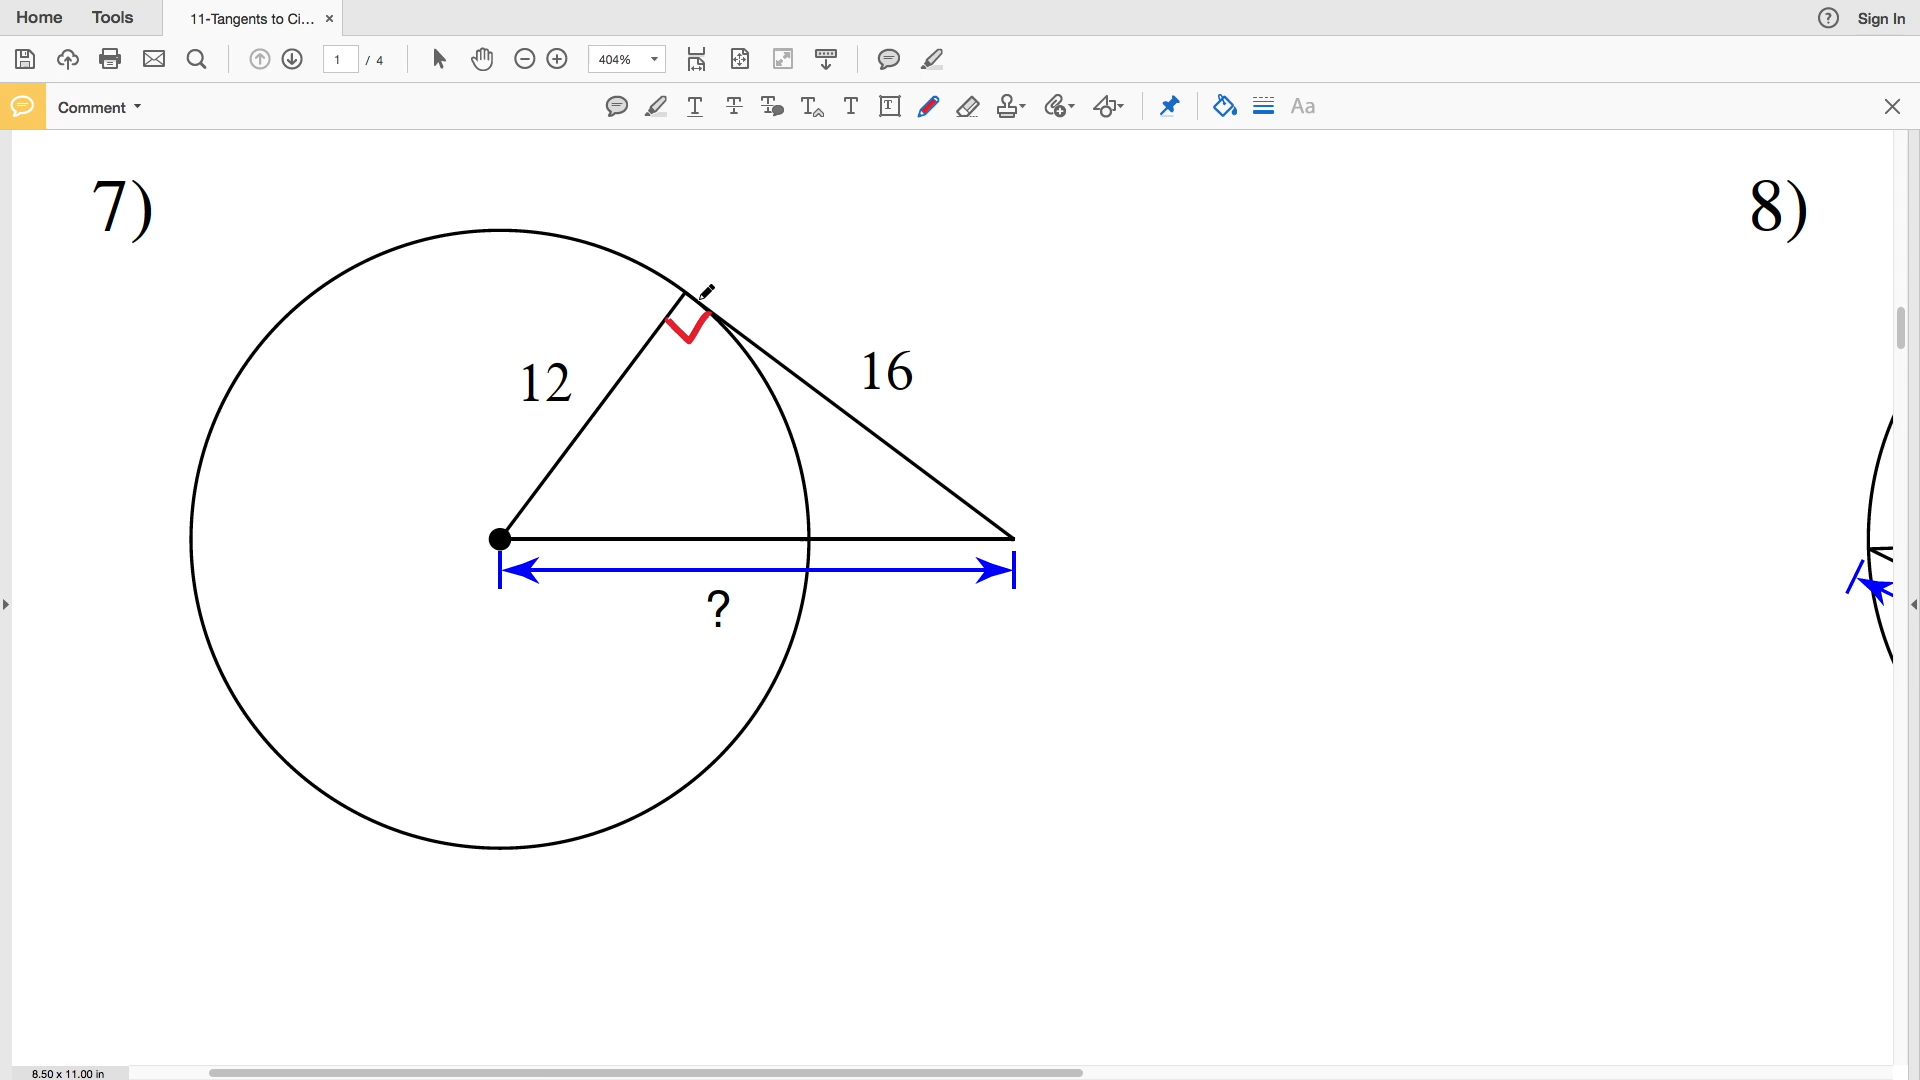 Home Tools 11-Tangents to Ci... × ? Sign In
1 / 4 404%
Comment T T T T T T Aa
7) 8)
12 16
?
8.50 x 11.00 in